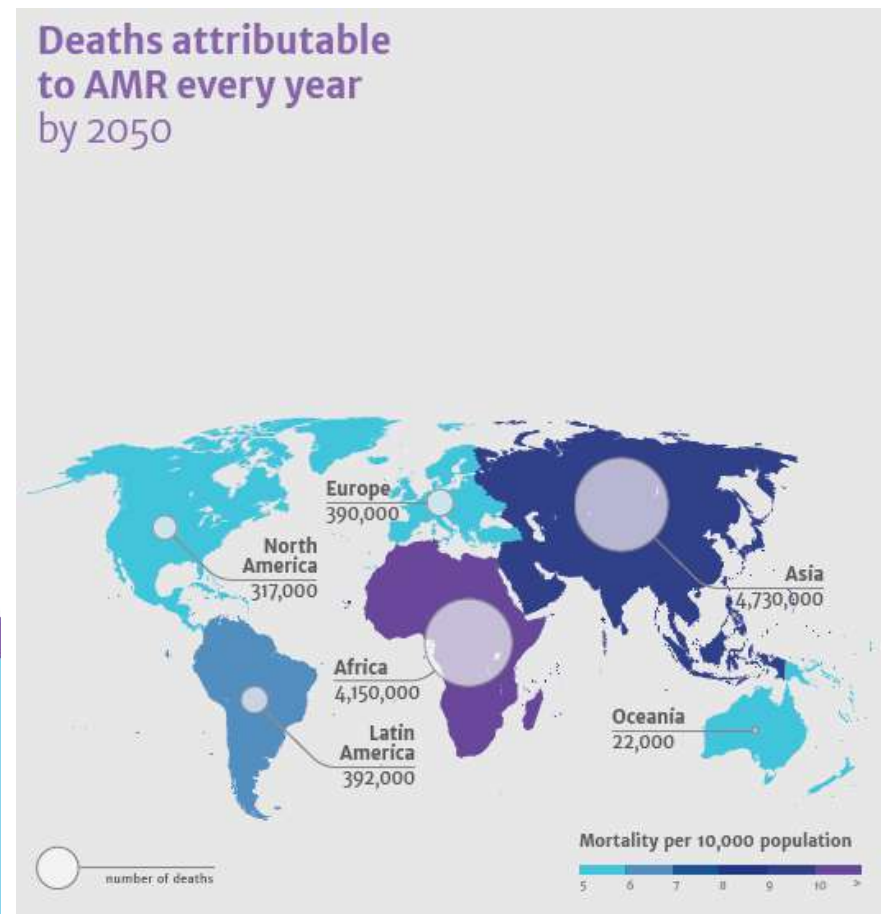 Deaths attributable
to AMR every year
by 2050
Europe
390,000
North
America
317,000
Asia
4,730,000
Africa
4,150,000
Oceania
22,000
Latin
America
392,000
Mortality per 10,000 population
number of deaths
5 6 7 8 9 10 >